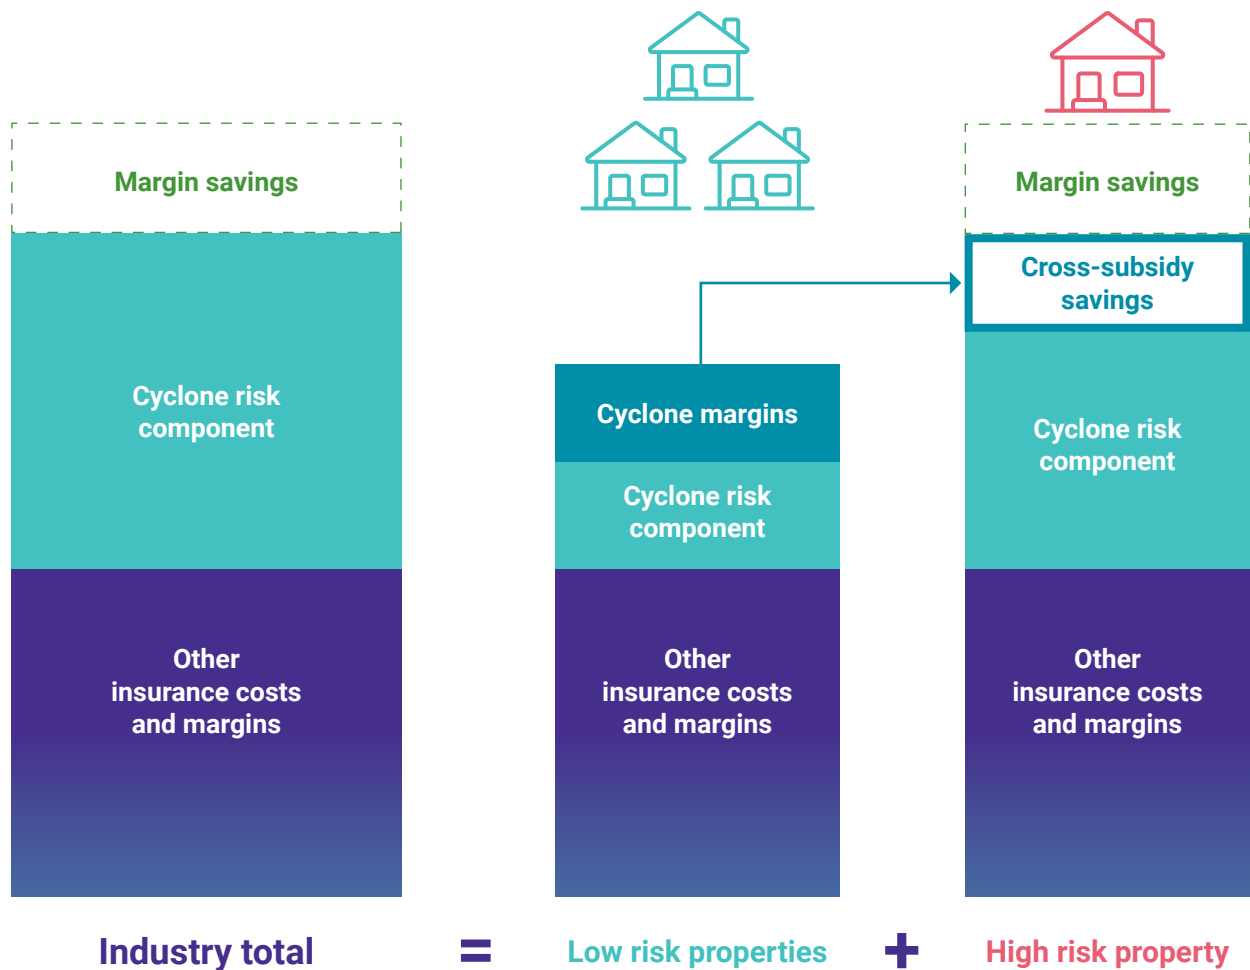 Margin savings
Cyclone risk
component
Other
insurance costs
and margins
Industry total
=
Cyclone margins
Cyclone risk
component
Other
insurance costs
and margins
Low risk properties
+
Margin savings
Cross-subsidy
savings
Cyclone risk
component
Other
insurance costs
and margins
High risk property